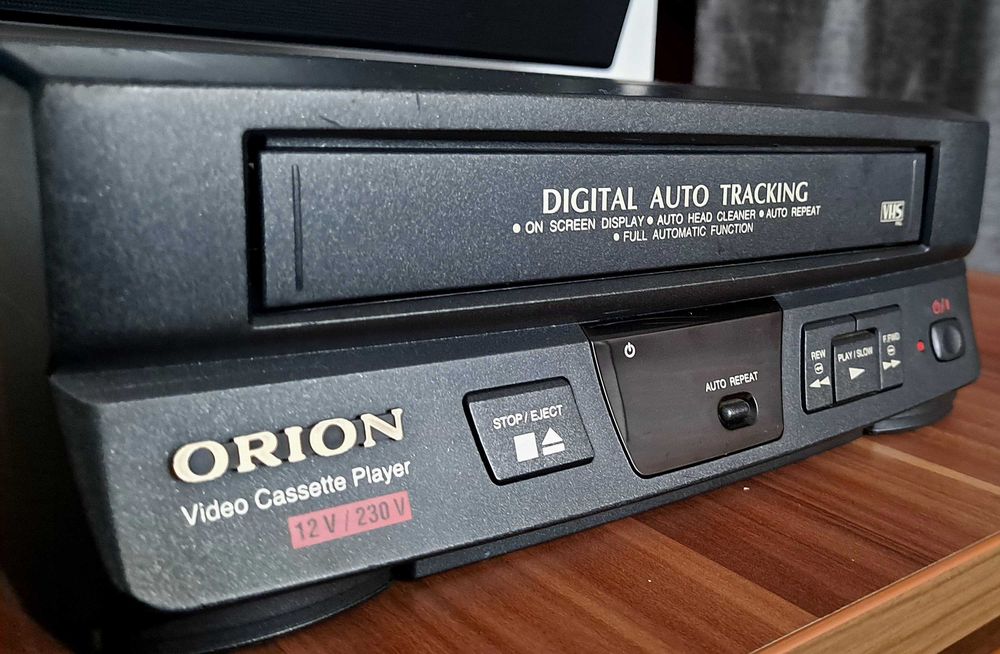 DIGITAL AUTO TRACKING
• ON SCREEN DISPLAY • AUTO HEAD CLEANER • AUTO REPEAT
• FULL AUTOMATIC FUNCTION
VHS
ORION
Video Cassette Player
12 V / 230 V
STOP/EJECT
AUTO REPEAT
REW
PLAY/SLOW
F.FWD